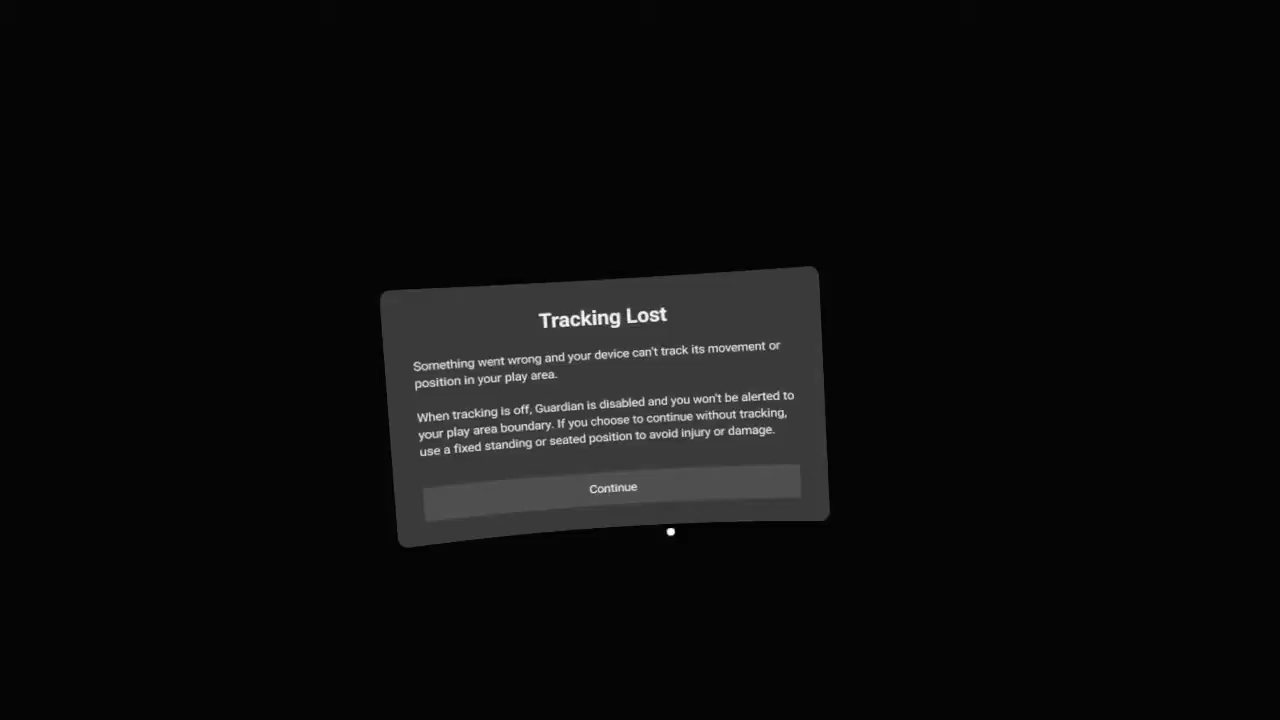 Tracking Lost
Something went wrong and your device can't track its movement or
position in your play area.
When tracking is off, Guardian is disabled and you won't be alerted to
your play area boundary. If you choose to continue without tracking,
use a fixed standing or seated position to avoid injury or damage.
Continue